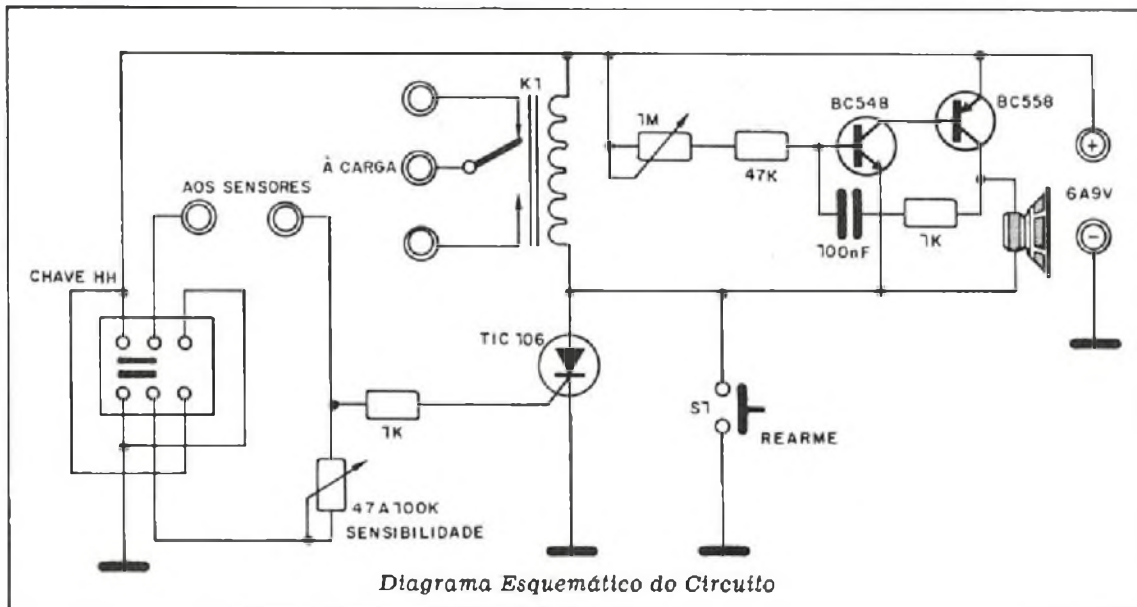 K1
BC548
BC558
1M
47K
À CARGA
+
6A9V
-
AOS SENSORES
100nF
1K
CHAVE HH
TIC 106
1K
S1
REARME
47A100K
SENSIBILIDADE
Diagrama Esquemático do Circuito